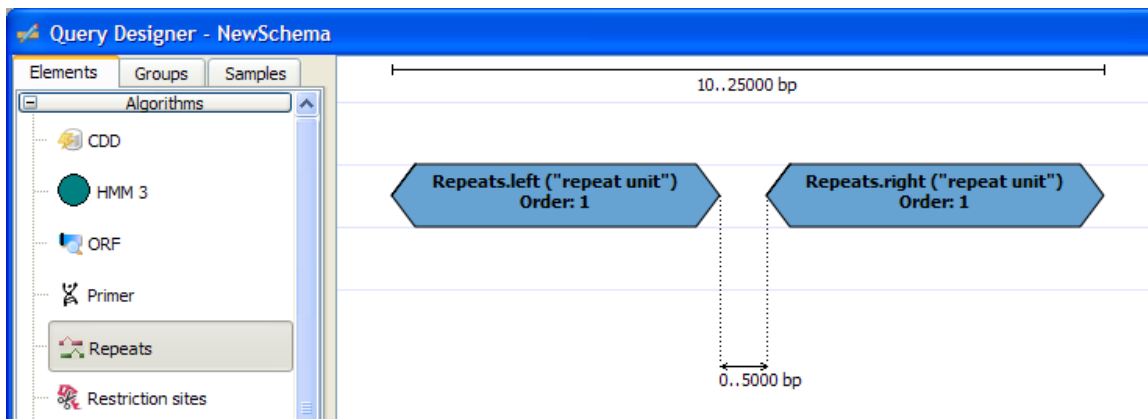 Query Designer - NewSchema
Elements
Groups
Samples
Algorithms
CDD
HMM 3
ORF
Primer
Repeats
Restriction sites
10..25000 bp
Repeats.left ("repeat unit")
Order: 1
Repeats.right ("repeat unit")
Order: 1
0..5000 bp